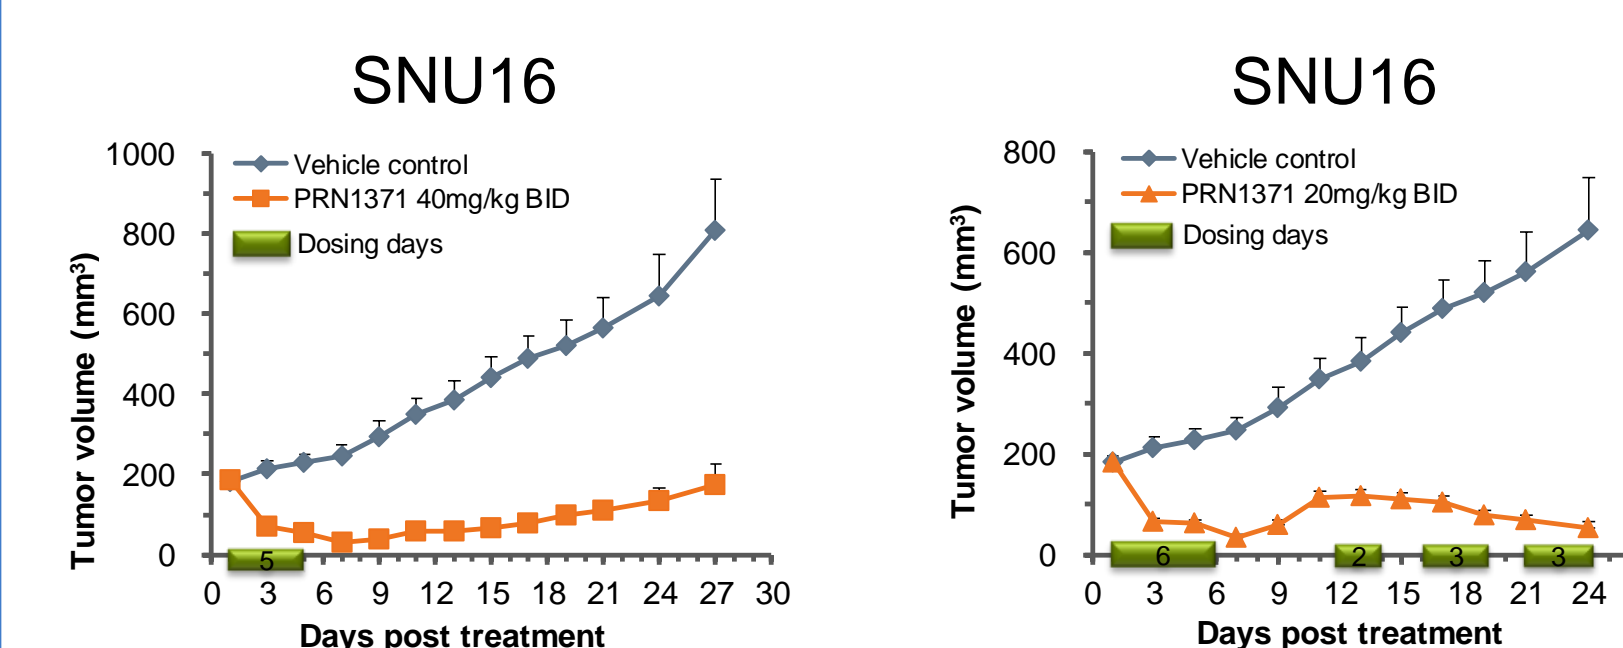 SNU16
1000
800
600
400
200
0
Tumor volume (mm³)
Vehicle control
PRN1371 40mg/kg BID
Dosing days
5
0 3 6 9 12 15 18 21 24 27 30
Days post treatment
SNU16
800
600
400
200
0
Tumor volume (mm³)
Vehicle control
PRN1371 20mg/kg BID
Dosing days
6 2 3 3
0 3 6 9 12 15 18 21 24
Days post treatment